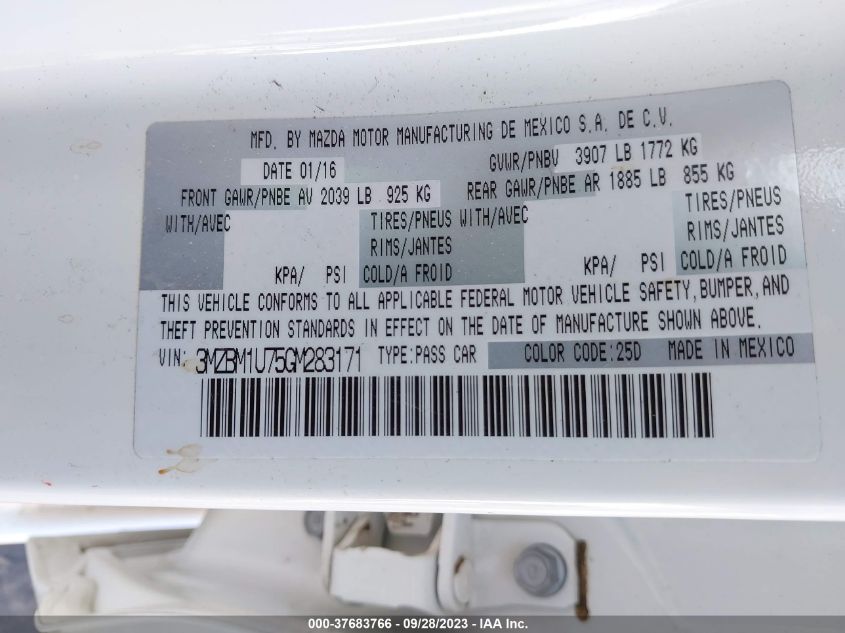 MFD. BY MAZDA MOTOR MANUFACTURING DE MEXICO S.A. DE C.V.
DATE 01/16 GVWR/PNBV 3907 LB 1772 KG
FRONT GAWR/PNBE AV 2039 LB 925 KG REAR GAWR/PNBE AR 1885 LB 855 KG
WITH/AVEC TIRES/PNEUS WITH/AVEC TIRES/PNEUS
RIMS/JANTES RIMS/JANTES
KPA/ PSI COLD/A FROID KPA/ PSI COLD/A FROID
THIS VEHICLE CONFORMS TO ALL APPLICABLE FEDERAL MOTOR VEHICLE SAFETY, BUMPER, AND
THEFT PREVENTION STANDARDS IN EFFECT ON THE DATE OF MANUFACTURE SHOWN ABOVE.
VIN: 3MZBM1U75GM283171 TYPE:PASS CAR COLOR CODE:25D MADE IN MEXICO
000-37683766 - 09/28/2023 - IAA Inc.